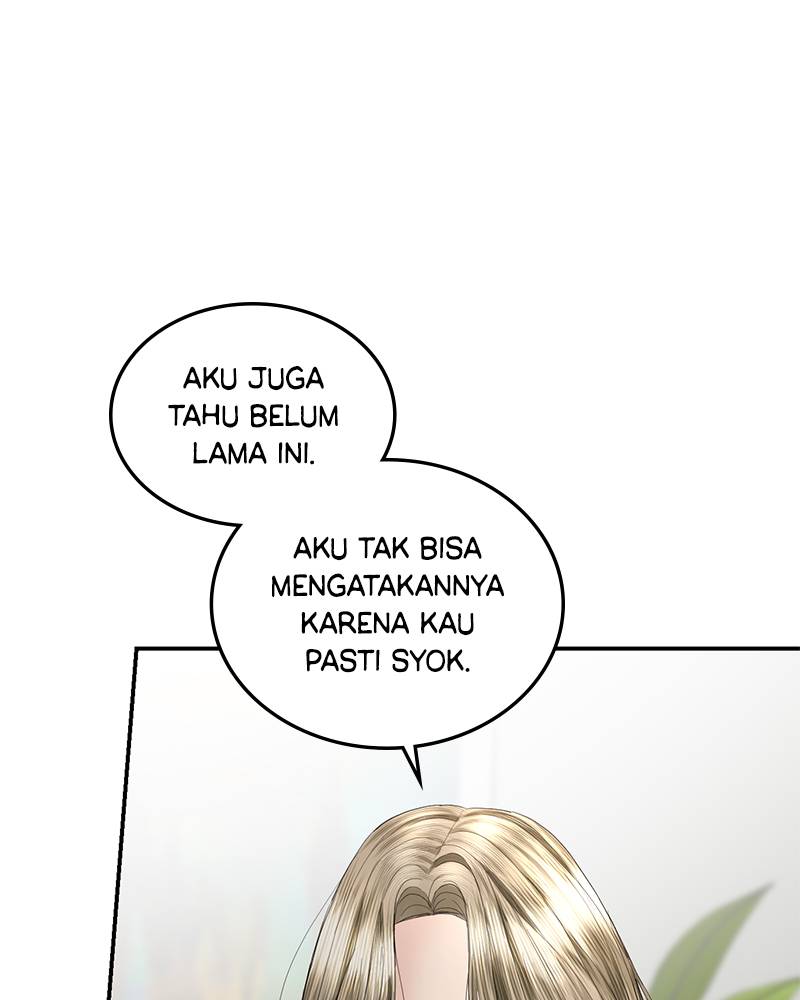 AKU JUGA
TAHU BELUM
LAMA INI.
AKU TAK BISA
MENGATAKANNYA
KARENA KAU
PASTI SYOK.